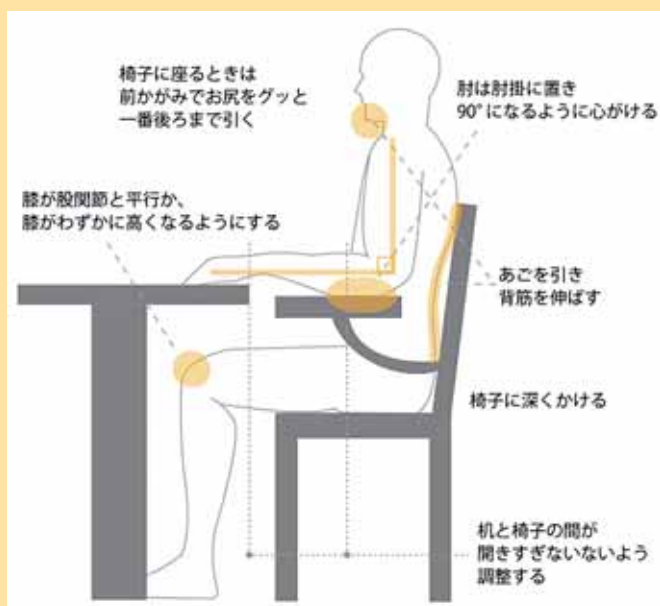 椅子に座るときは
前かがみでお尻をグッと
一番後ろまで引く
肘は肘掛に置き
90°になるように心がける
膝が股関節と平行か、
膝がわずかに高くなるようにする
あごを引き
背筋を伸ばす
椅子に深くかける
机と椅子の間が
開きすぎないないよう
調整する